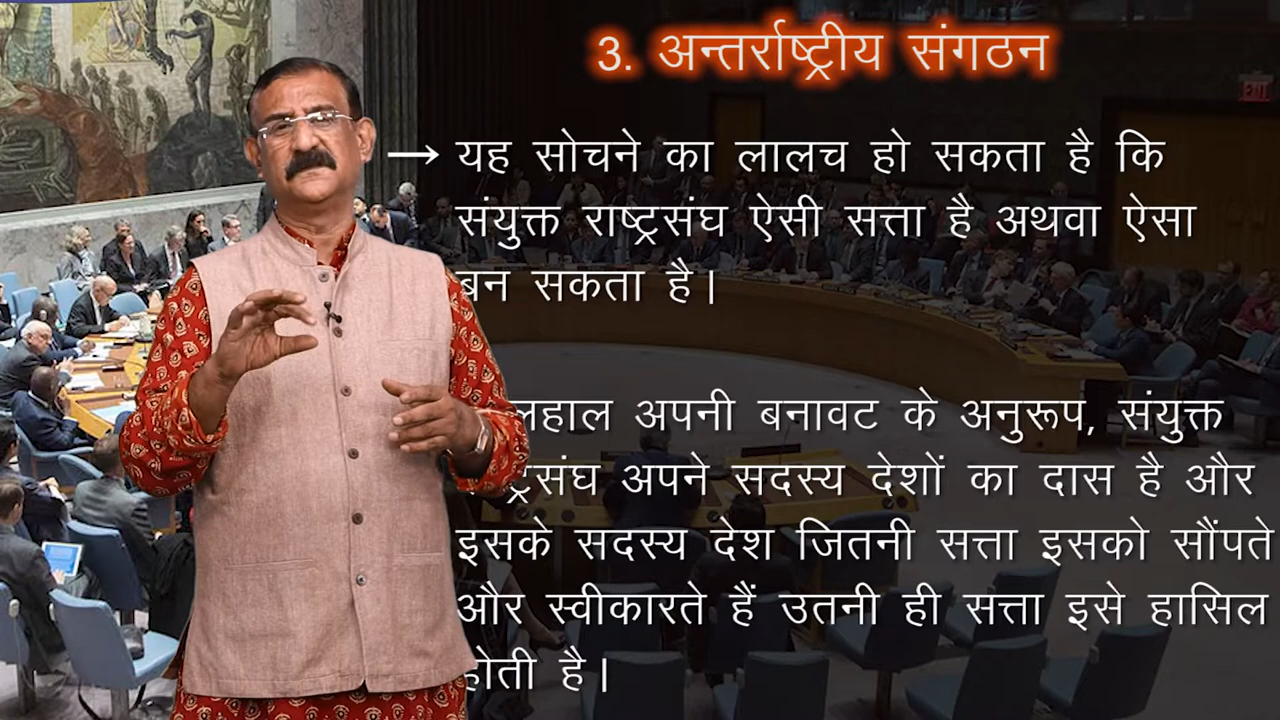 3. अन्तर्राष्ट्रीय संगठन
→ यह सोचने का लालच हो सकता है कि
संयुक्त राष्ट्रसंघ ऐसी सत्ता है अथवा ऐसा
बन सकता है।
अपनी बनावट के अनुरूप, संयुक्त
अपने सदस्य देशों का दास है और
इसके सदस्य देश जितनी सत्ता इसको सौंपते
और स्वीकारते हैं उतनी ही सत्ता इसे हासिल
होती है।
EXIT